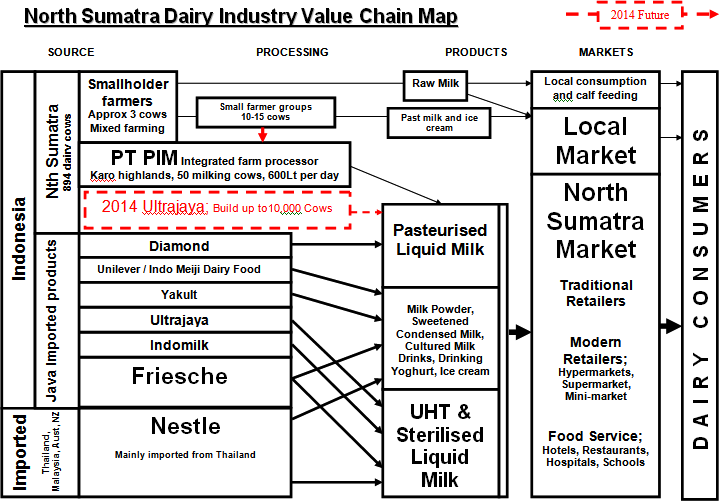 North Sumatra Dairy Industry Value Chain Map
2014 Future
SOURCE
PROCESSING
PRODUCTS
MARKETS
Indonesia
Nth Sumatra
894 dairy cows
Smallholder
farmers
Approx 3 cows
Mixed farming
Small farmer groups
10-15 cows
Raw Milk
Past milk and ice
cream
Local consumption
and calf feeding
Local
Market
PT PIM Integrated farm processor
Karo highlands, 50 milking cows, 600Lt per day
2014 Ultrajaya: Build up to10,000 Cows
Java Imported products
Diamond
Unilever / Indo Meiji Dairy Food
Yakult
Ultrajaya
Indomilk
Friesche
Imported
Thailand,
Malaysia, Aust, NZ
Nestle
Mainly imported from Thailand
Pasteurised
Liquid Milk
Milk Powder,
Sweetened
Condensed Milk,
Cultured Milk
Drinks, Drinking
Yoghurt, Ice cream
UHT &
Sterilised
Liquid
Milk
North
Sumatra
Market
Traditional
Retailers
Modern
Retailers;
Hypermarkets,
Supermarket,
Mini-market
Food Service;
Hotels, Restaurants,
Hospitals, Schools
DAIRY CONSUMERS